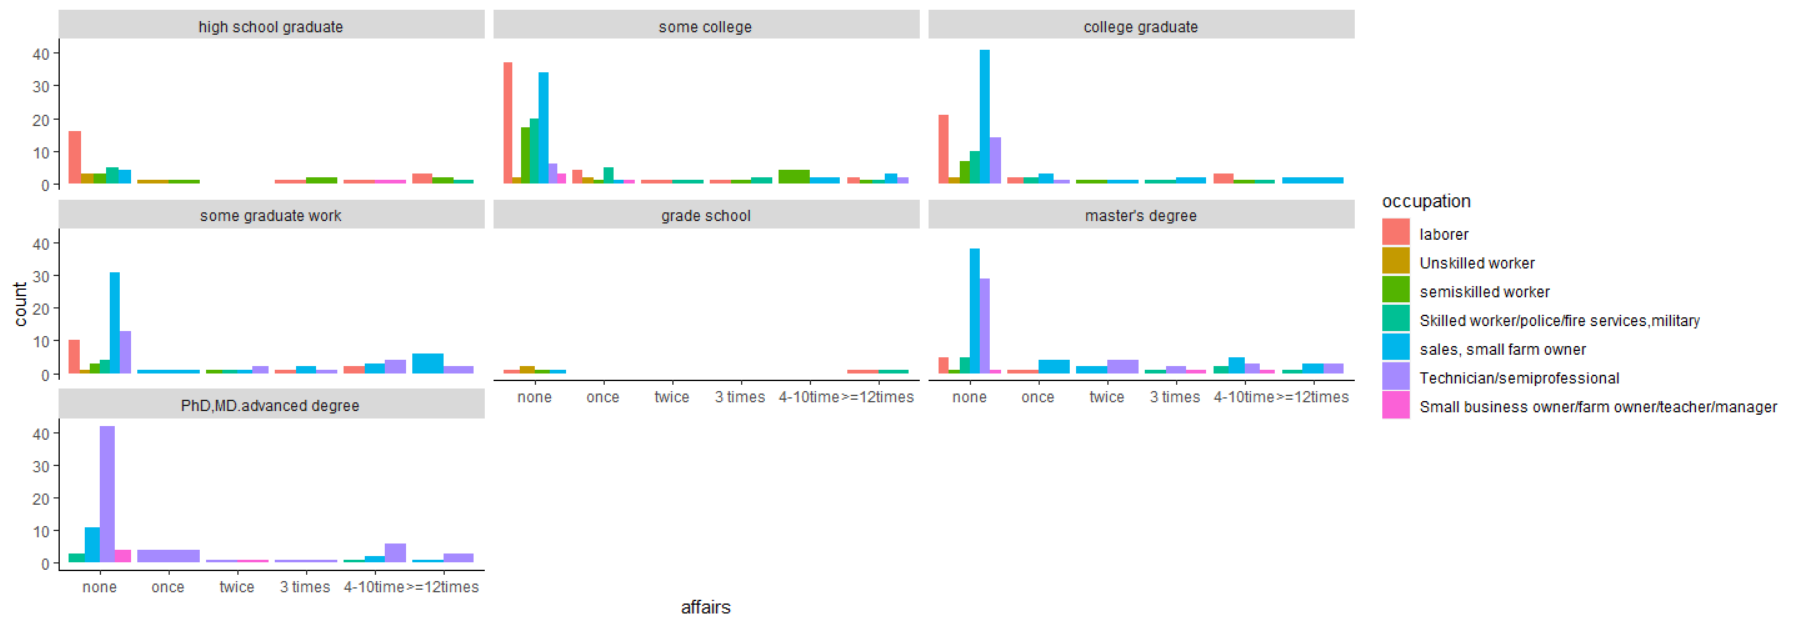 high school graduate
some college
college graduate
40
30
20
10
0
some graduate work
grade school
master's degree
40
30
20
10
0
none once twice 3 times 4-10time >=12times
none once twice 3 times 4-10time >=12times
PhD,MD.advanced degree
40
30
20
10
0
none once twice 3 times 4-10time >=12times
count
affairs
occupation
laborer
Unskilled worker
semiskilled worker
Skilled worker/police/fire services,military
sales, small farm owner
Technician/semiprofessional
Small business owner/farm owner/teacher/manager